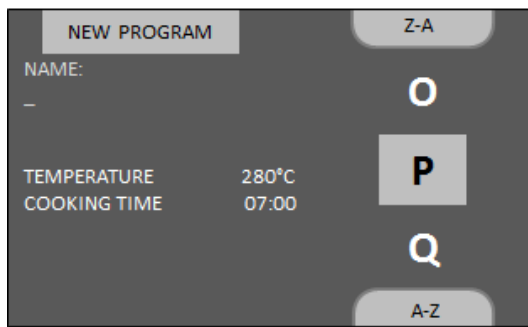 NEW PROGRAM
NAME:
_
TEMPERATURE 280°C
COOKING TIME 07:00
Z-A
O
P
Q
A-Z